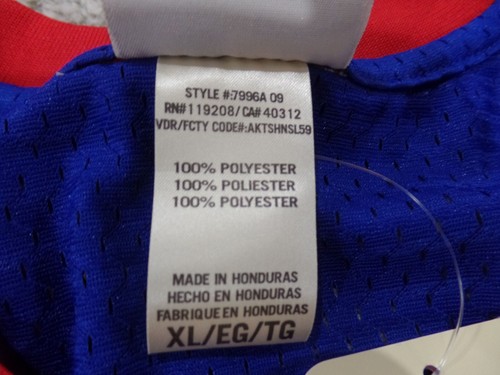 STYLE #:7996A 09
RN#119208/CA#40312
VDR/FCTY CODE#:AKTSHNSL59
100% POLYESTER
100% POLIESTER
100% POLYESTER
MADE IN HONDURAS
HECHO EN HONDURAS
FABRIQUE EN HONDURAS
XL/EG/TG